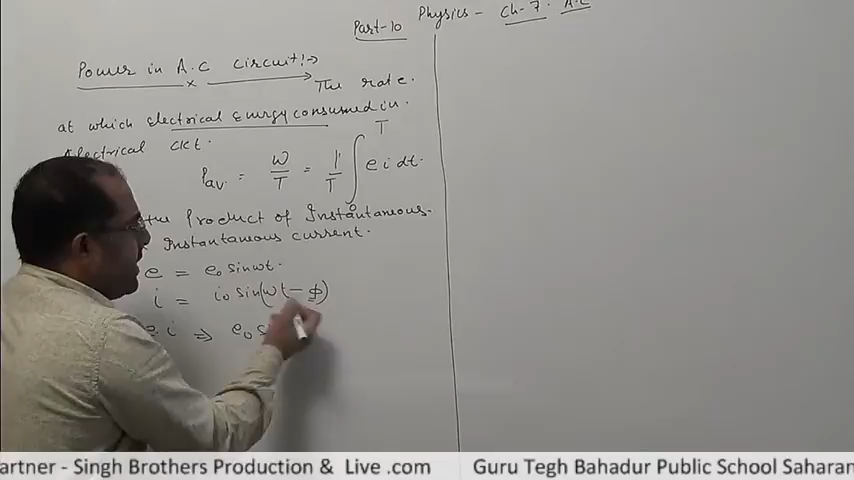 Part-10 Physics - Ch-7. A.C
Power in A.C Circuit:→
The rate.
at which electrical Energy consumed in.
Electrical ckt.
Pav. = W/T = 1/T ∫₀ᵀ e i dt.
the Product of Instantaneous.
Instantaneous current.
e = e₀ sinωt.
i = i₀ sin(ωt - ϕ)
e. i ⇒ e₀ s
artner - Singh Brothers Production & Live .com Guru Tegh Bahadur Public School Saharan